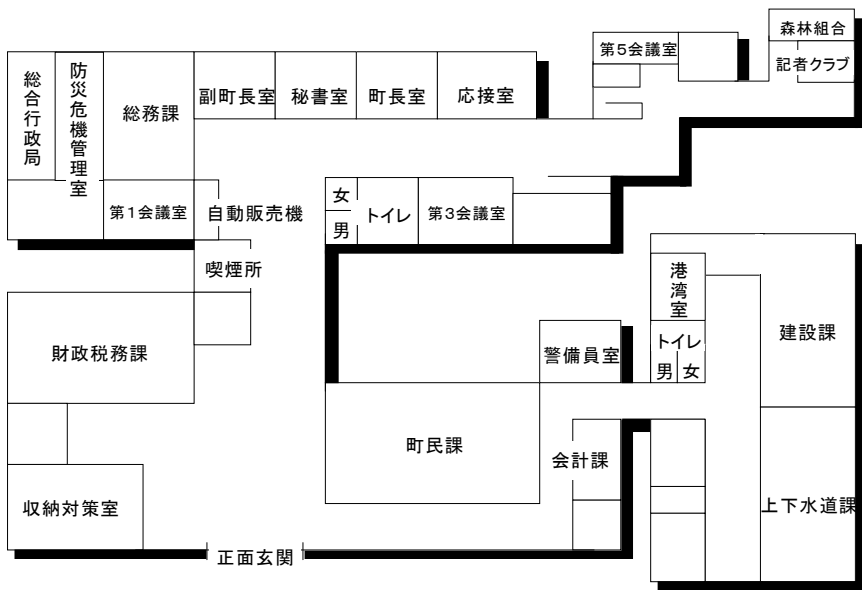 森林組合
第5会議室
記者クラブ
総合行政局
防災危機管理室
総務課
副町長室
秘書室
町長室
応接室
第1会議室
自動販売機
女
男
トイレ
第3会議室
喫煙所
港湾室
建設課
財政税務課
警備員室
トイレ
男
女
町民課
会計課
収納対策室
上下水道課
正面玄関